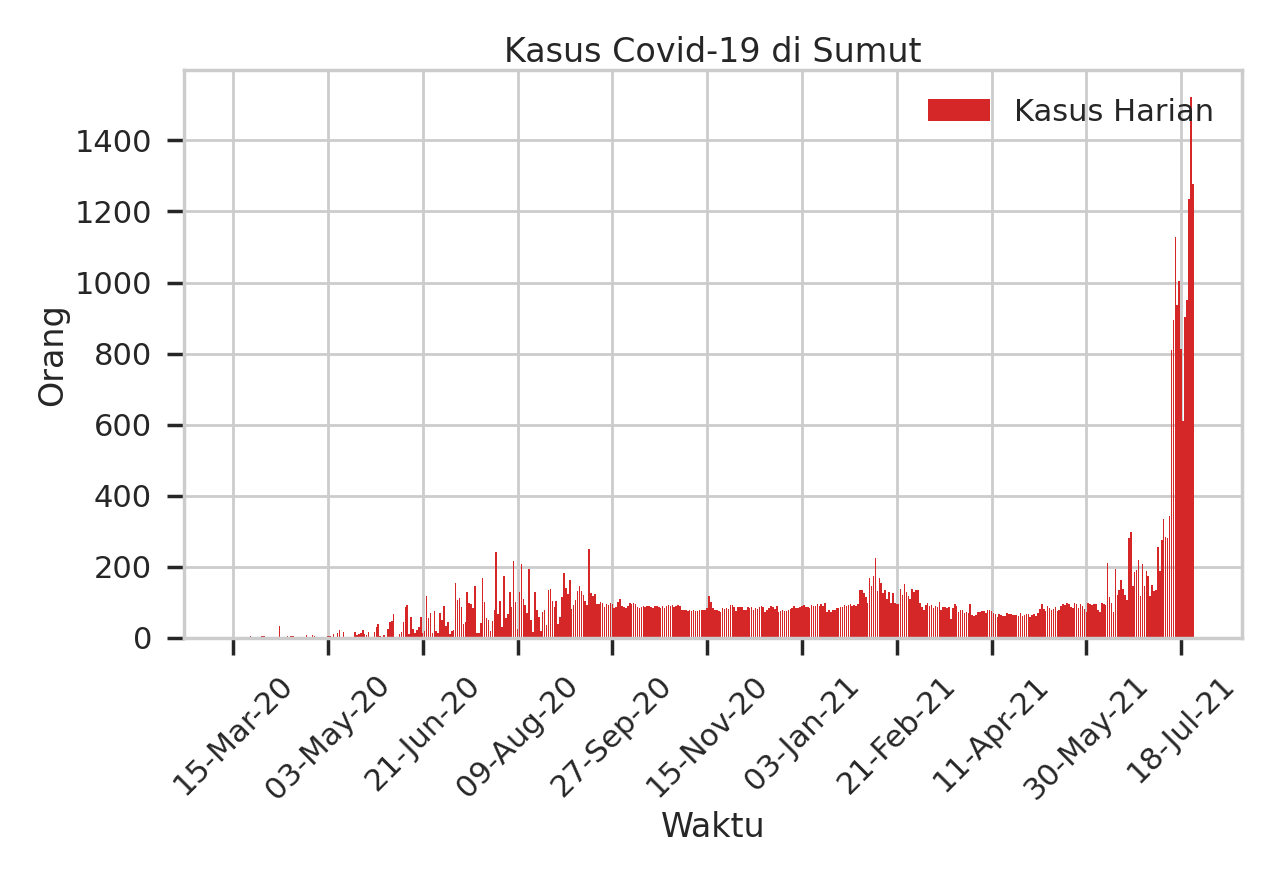 Kasus Covid-19 di Sumut
Kasus Harian
Orang
1400
1200
1000
800
600
400
200
0
15-Mar-20
03-May-20
21-Jun-20
09-Aug-20
27-Sep-20
15-Nov-20
03-Jan-21
21-Feb-21
11-Apr-21
30-May-21
18-Jul-21
Waktu